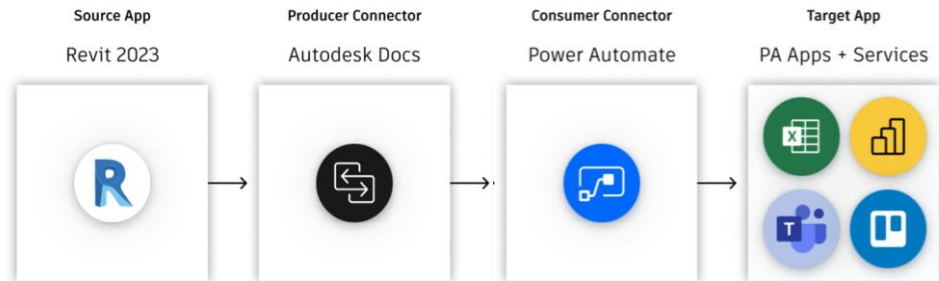 Source App
Revit 2023
Producer Connector
Autodesk Docs
Consumer Connector
Power Automate
Target App
PA Apps + Services
R
X
T